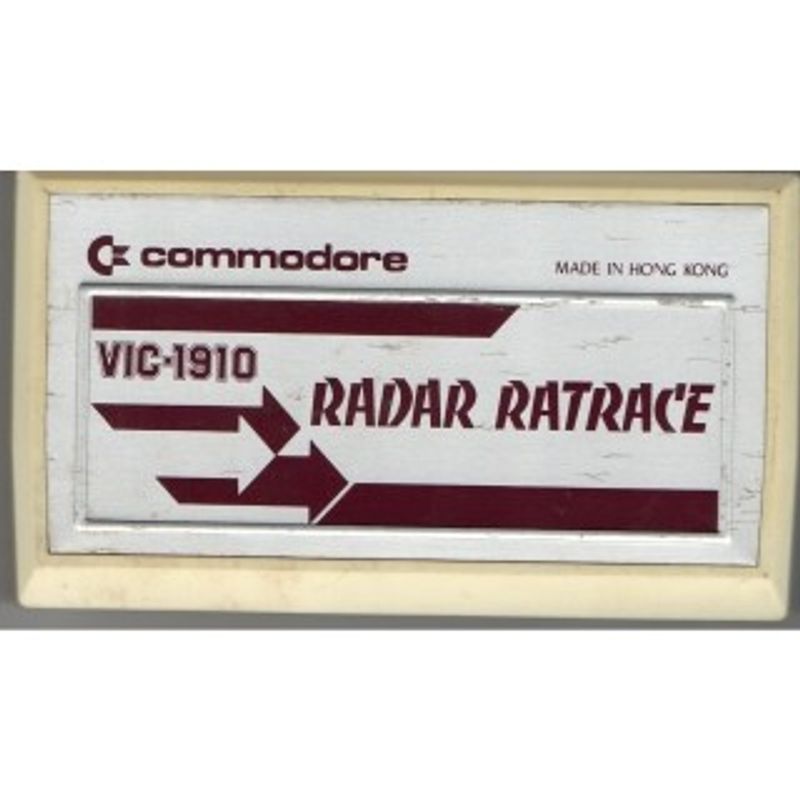 commodore
MADE IN HONG KONG
VIC-1910
RADAR RATRACE